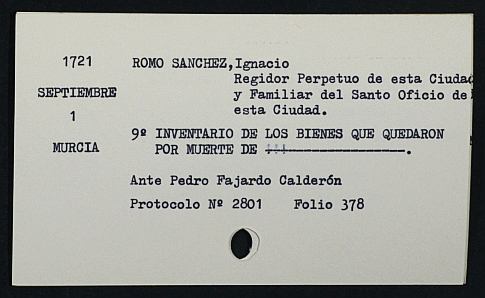 1721
SEPTIEMBRE
1
MURCIA
ROMO SANCHEZ, Ignacio
Regidor Perpetuo de esta Ciudad
y Familiar del Santo Oficio de
esta Ciudad.
9º INVENTARIO DE LOS BIENES QUE QUEDARON
POR MUERTE DE -----------------.
Ante Pedro Fajardo Calderón
Protocolo Nº 2801 Folio 378